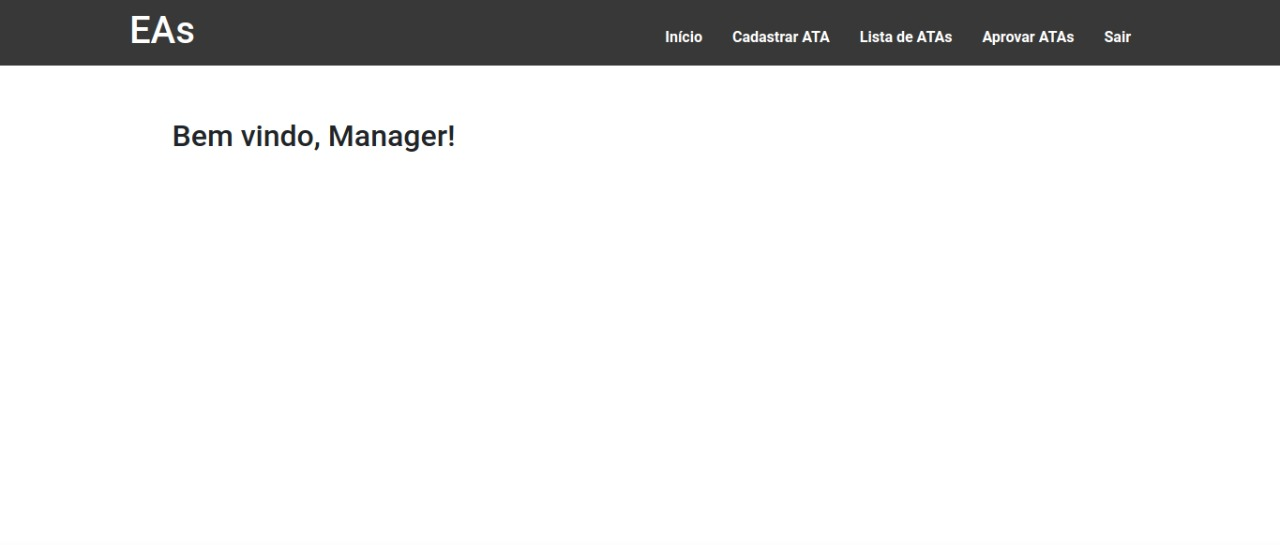 EAs
Início Cadastrar ATA Lista de ATAs Aprovar ATAs Sair
Bem vindo, Manager!